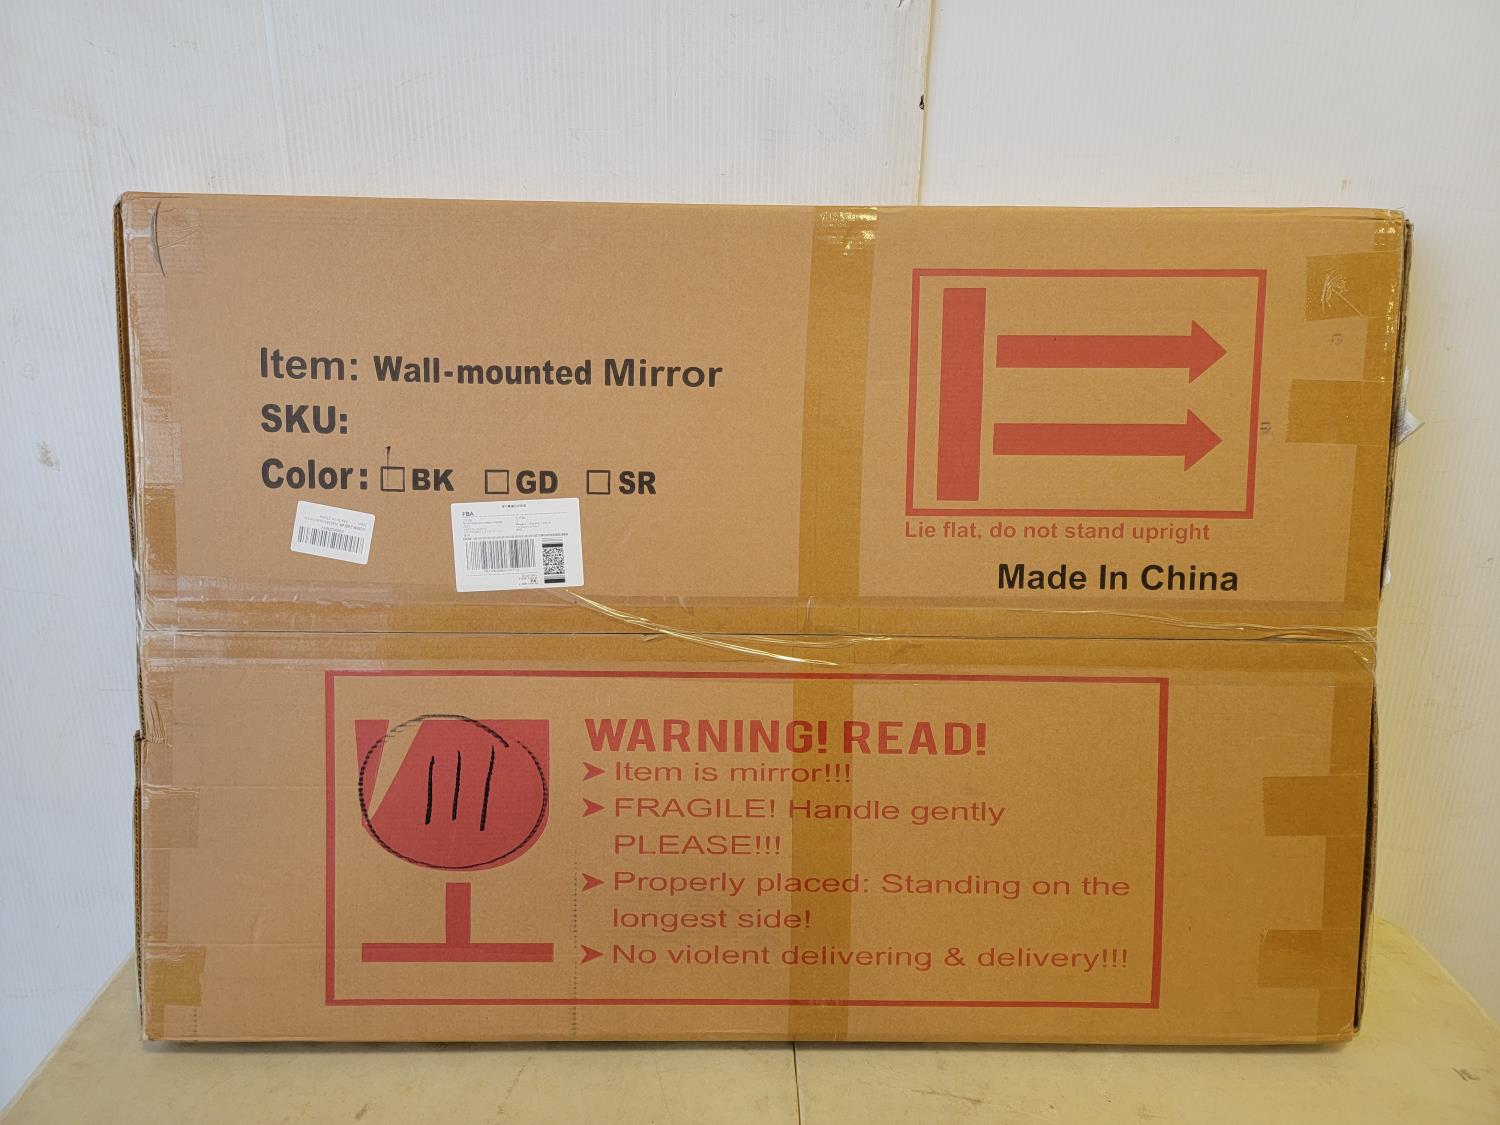 Item: Wall-mounted Mirror
SKU:
Color: BK GD SR
FBA
Lie flat, do not stand upright
Made In China
WARNING! READ!
➤ Item is mirror!!!
➤ FRAGILE! Handle gently
PLEASE!!!
➤ Properly placed: Standing on the
longest side!
➤ No violent delivering & delivery!!!
111